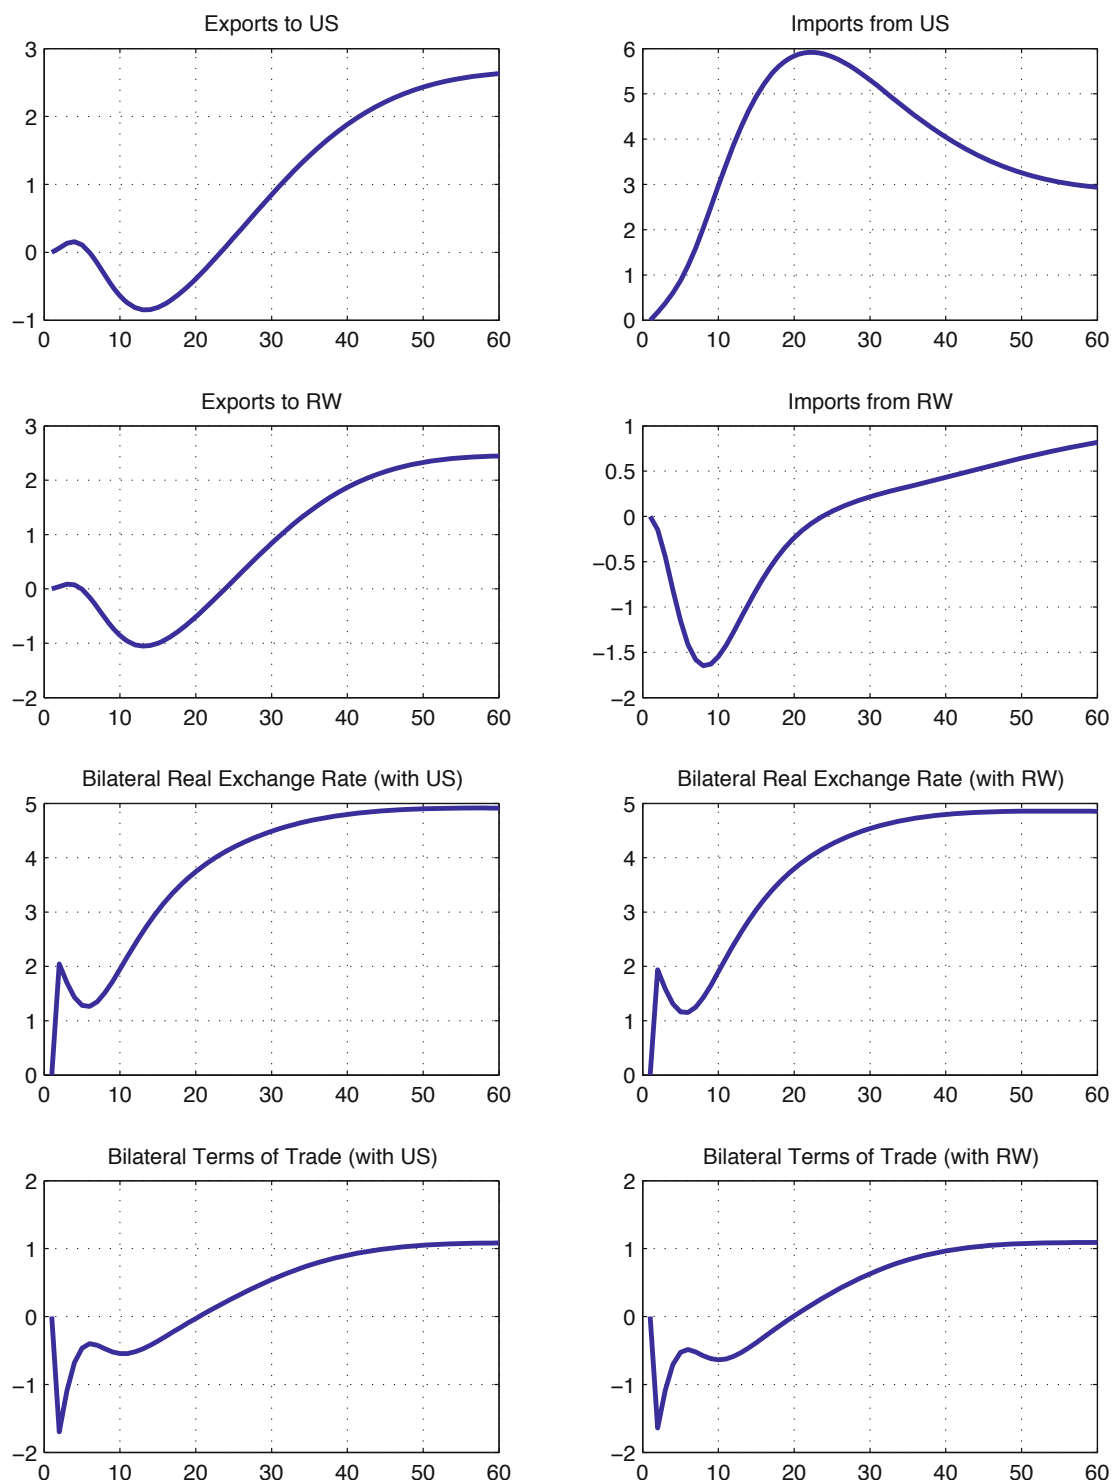 Exports to US
3
2
1
0
−1
0 10 20 30 40 50 60
Imports from US
6
5
4
3
2
1
0
0 10 20 30 40 50 60
Exports to RW
3
2
1
0
−1
−2
0 10 20 30 40 50 60
Imports from RW
1
0.5
0
−0.5
−1
−1.5
−2
0 10 20 30 40 50 60
Bilateral Real Exchange Rate (with US)
5
4
3
2
1
0
0 10 20 30 40 50 60
Bilateral Real Exchange Rate (with RW)
5
4
3
2
1
0
0 10 20 30 40 50 60
Bilateral Terms of Trade (with US)
2
1
0
−1
−2
0 10 20 30 40 50 60
Bilateral Terms of Trade (with RW)
2
1
0
−1
−2
0 10 20 30 40 50 60